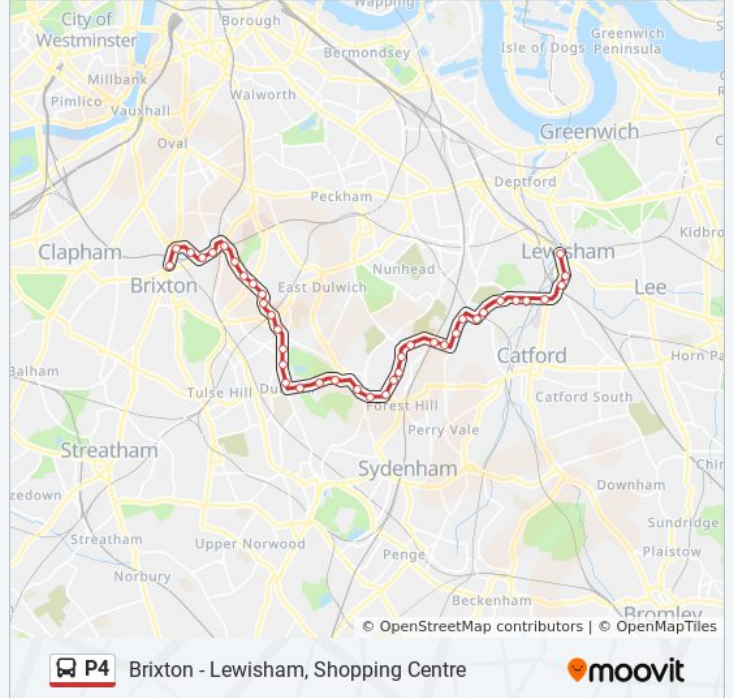 Wapping
City of
Westminster
Borough
Greenwich
Peninsula
Isle of Dogs
Bermondsey
Millbank
Pimlico
Vauxhall
Walworth
Oval
Greenwich
Deptford
Peckham
Clapham
Lewisham
Kidbro
Nunhead
Brixton
East Dulwich
Lee
Catford
Horn Pa
Balham
Tulse Hill
Du
Catford South
Forest Hill
Perry Vale
Streatham
Sydenham
Chin
zedown
Downham
Sundridge
Streatham
Upper Norwood
Plaistow
Penge
Norbury
Beckenham
Bromley
© OpenStreetMap contributors | © OpenMapTiles
P4 Brixton - Lewisham, Shopping Centre
moovit